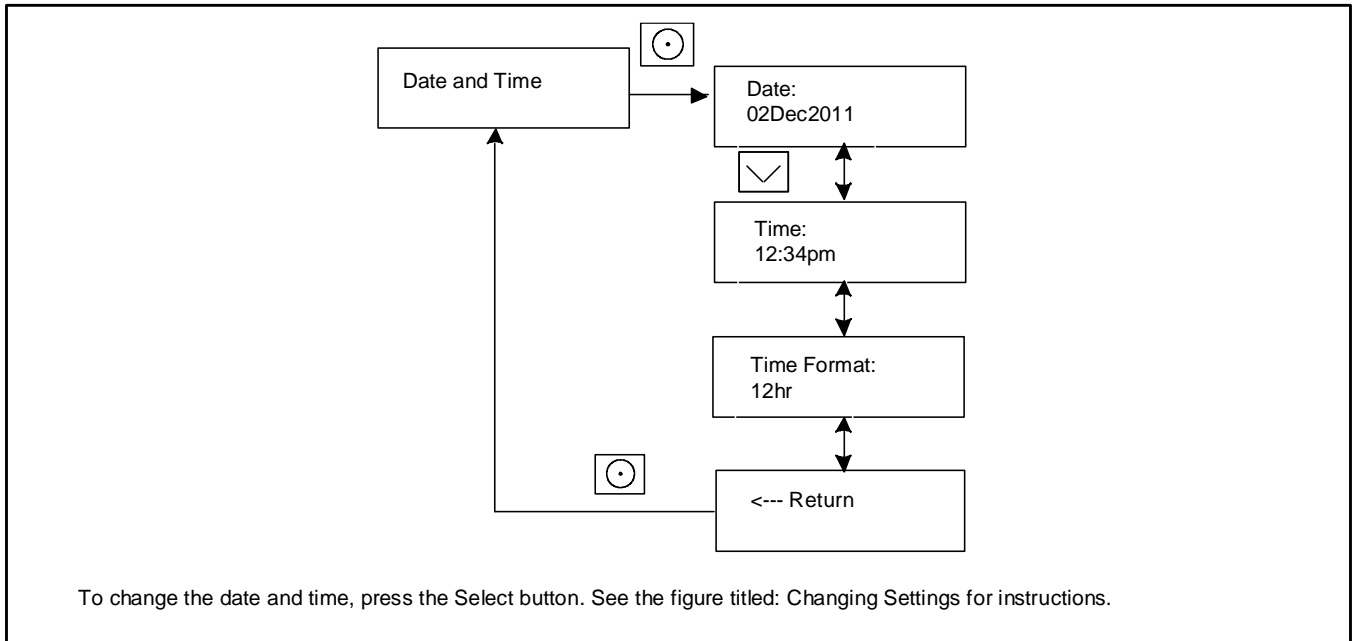 Date and Time
Date:
02Dec2011
Time:
12:34pm
Time Format:
12hr
<--- Return
To change the date and time, press the Select button. See the figure titled: Changing Settings for instructions.